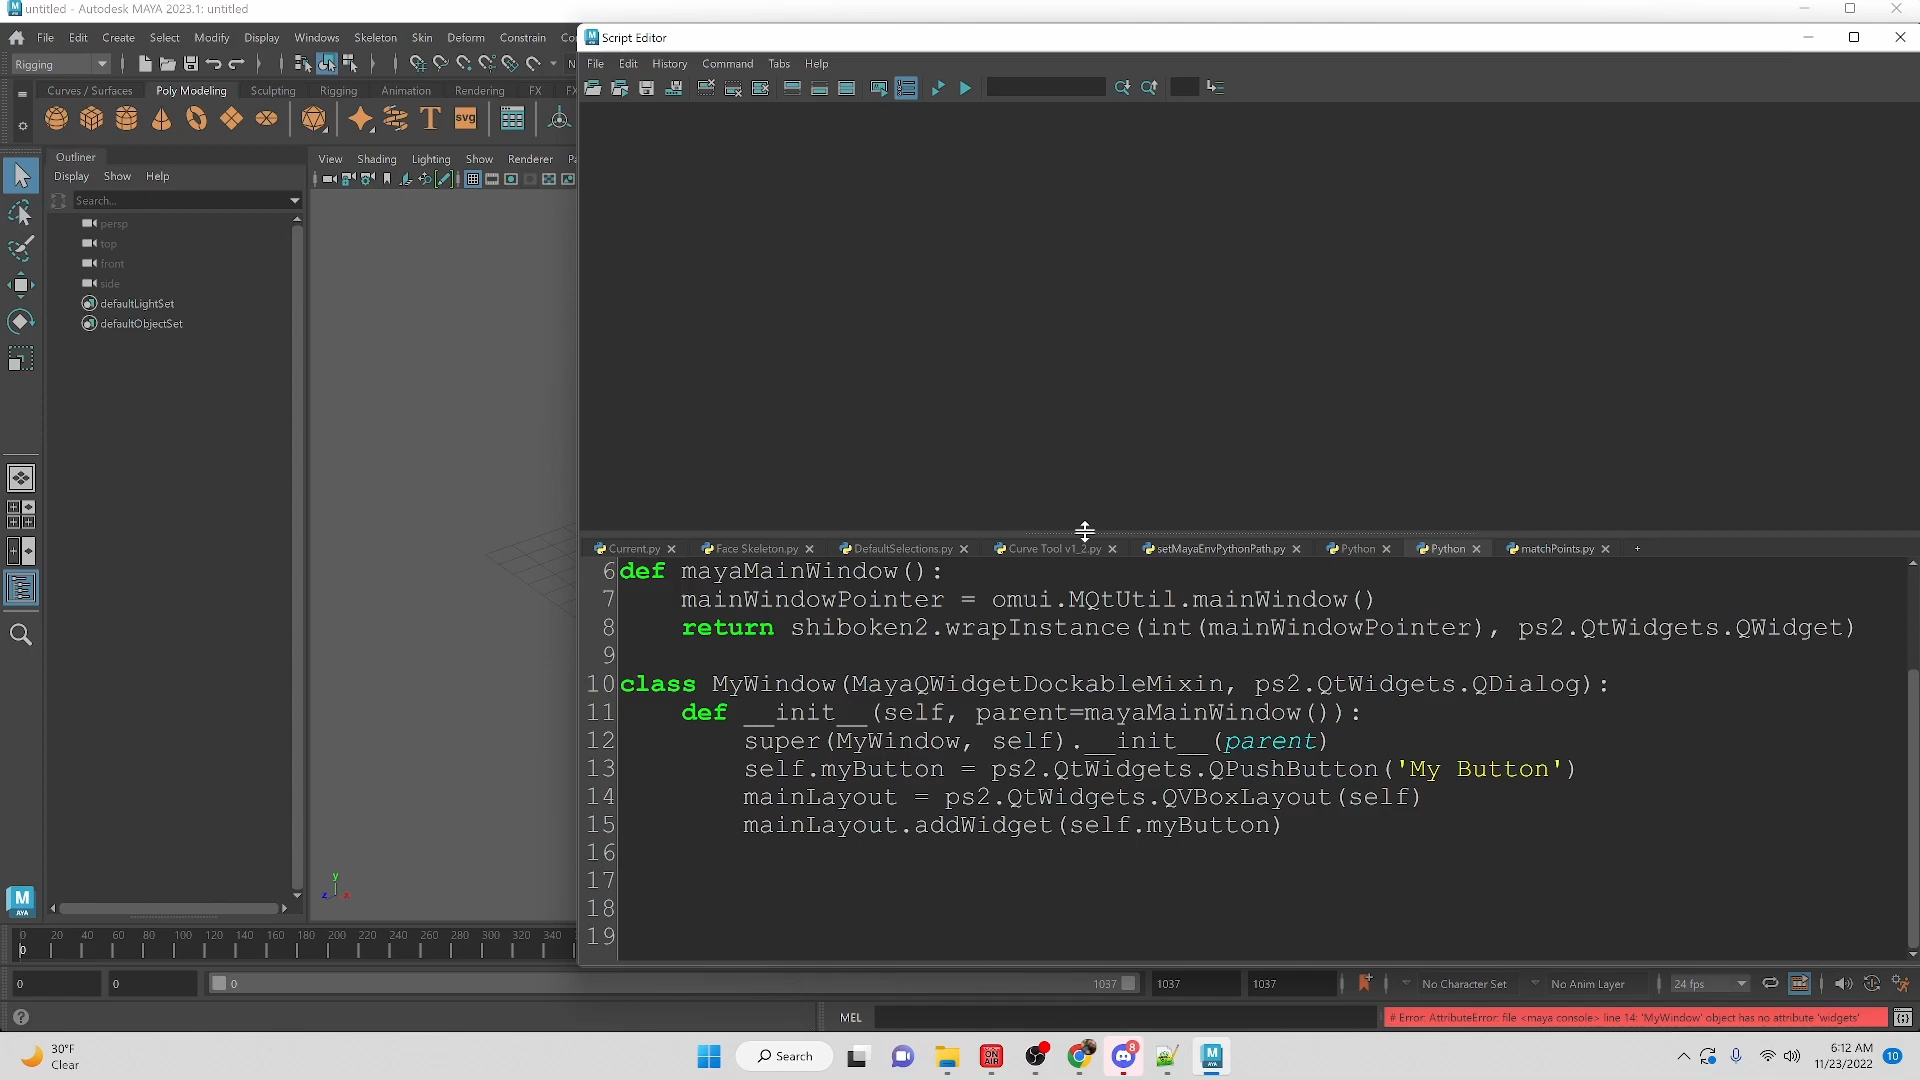 untitled - Autodesk MAYA 2023.1: untitled
File Edit Create Select Modify Display Windows Skeleton Skin Deform Constrain
Script Editor
Rigging
File Edit History Command Tabs Help
Curves / Surfaces Poly Modeling Sculpting Rigging Animation Rendering FX
svg
Outliner
Display Show Help
View Shading Lighting Show Renderer
Search...
persp
top
front
side
defaultLightSet
defaultObjectSet
Current.py Face Skeleton.py DefaultSelections.py Curve Tool v1_2.py setMayaEnvPythonPath.py Python Python matchPoints.py +
6 def mayaMainWindow():
7 mainWindowPointer = omui.MQtUtil.mainWindow()
8 return shiboken2.wrapInstance(int(mainWindowPointer), ps2.QtWidgets.QWidget)
9
10 class MyWindow(MayaQWidgetDockableMixin, ps2.QtWidgets.QDialog):
11 def __init__(self, parent=mayaMainWindow()):
12 super(MyWindow, self).__init__(parent)
13 self.myButton = ps2.QtWidgets.QPushButton('My Button')
14 mainLayout = ps2.QtWidgets.QVBoxLayout(self)
15 mainLayout.addWidget(self.myButton)
16
17
18
19
y
z x
M
AYA
0 20 40 60 80 100 120 140 160 180 200 220 240 260 280 300 320 340
0
0 0 0 1037 1037 1037 No Character Set No Anim Layer 24 fps
MEL # Error: AttributeError: file <maya console> line 14: 'MyWindow' object has no attribute 'widgets'
30°F
Clear
Search
ON
AIR
8
M
AYA
6:12 AM
11/23/2022
10